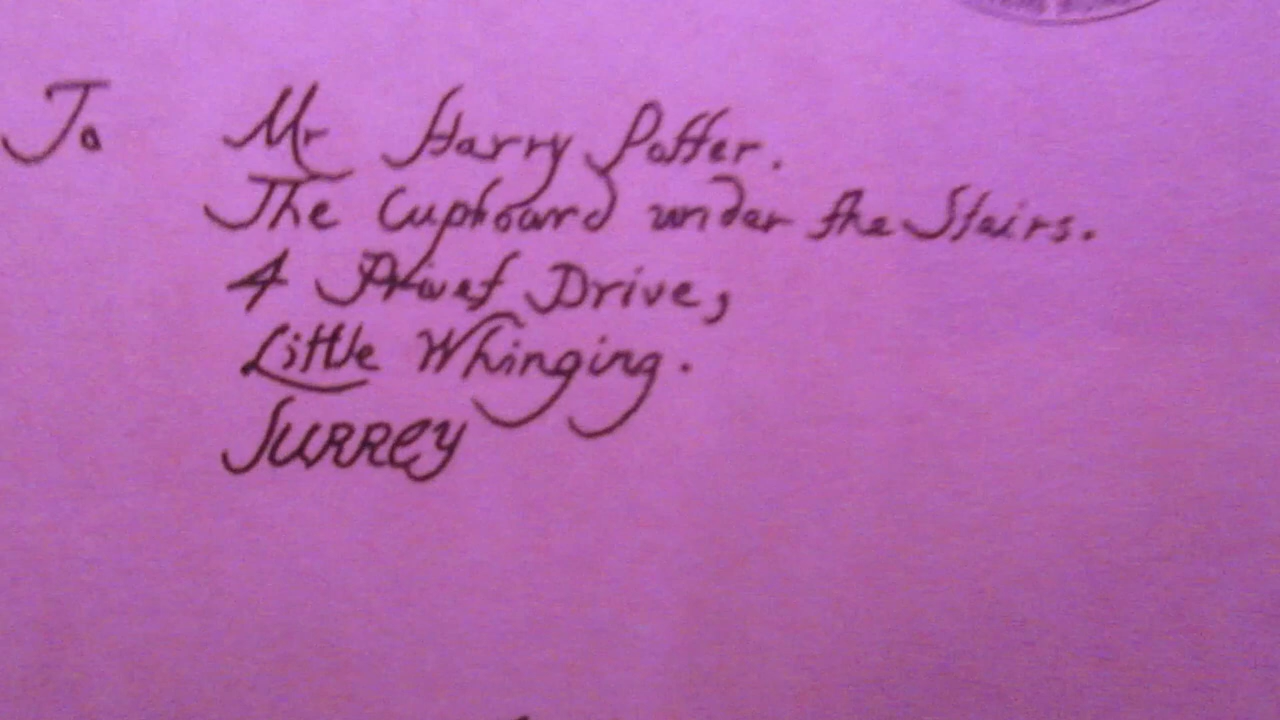 To Mr Harry Potter.
The Cupboard under the Stairs.
4 Privet Drive,
Little Whinging.
SURREY